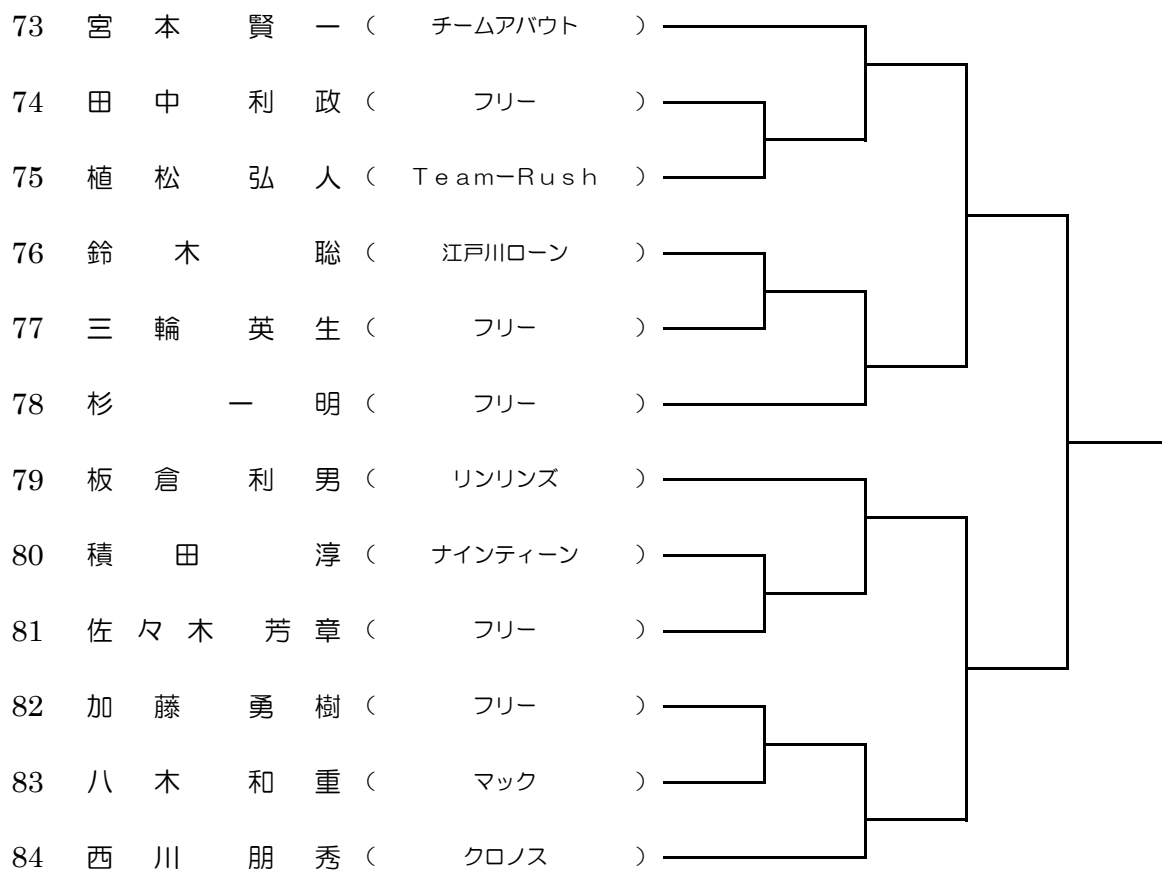 73 宮本 賢一 （ チームアバウト ）
74 田中 利政 （ フリー ）
75 植松 弘人 （ Ｔｅａｍ－Ｒｕｓｈ ）
76 鈴木 聡 （ 江戸川ローン ）
77 三輪 英生 （ フリー ）
78 杉 一明 （ フリー ）
79 板倉 利男 （ リンリンズ ）
80 積田 淳 （ ナインティーン ）
81 佐々木 芳章 （ フリー ）
82 加藤 勇樹 （ フリー ）
83 八木 和重 （ マック ）
84 西川 朋秀 （ クロノス ）